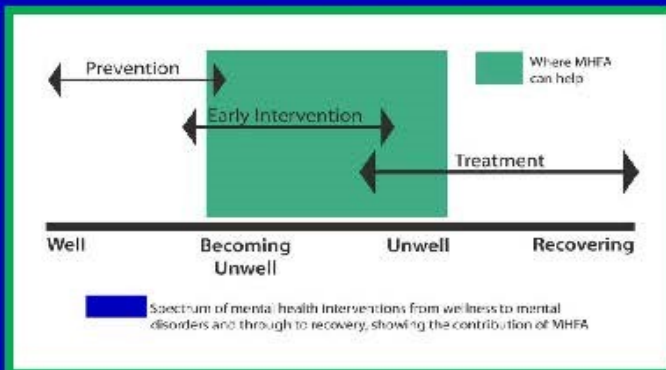 Prevention
Where MHFA
can help
Early Intervention
Treatment
Well
Becoming
Unwell
Unwell
Recovering
Spectrum of mental health interventions from wellness to mental
disorders and through to recovery, showing the contribution of MHFA